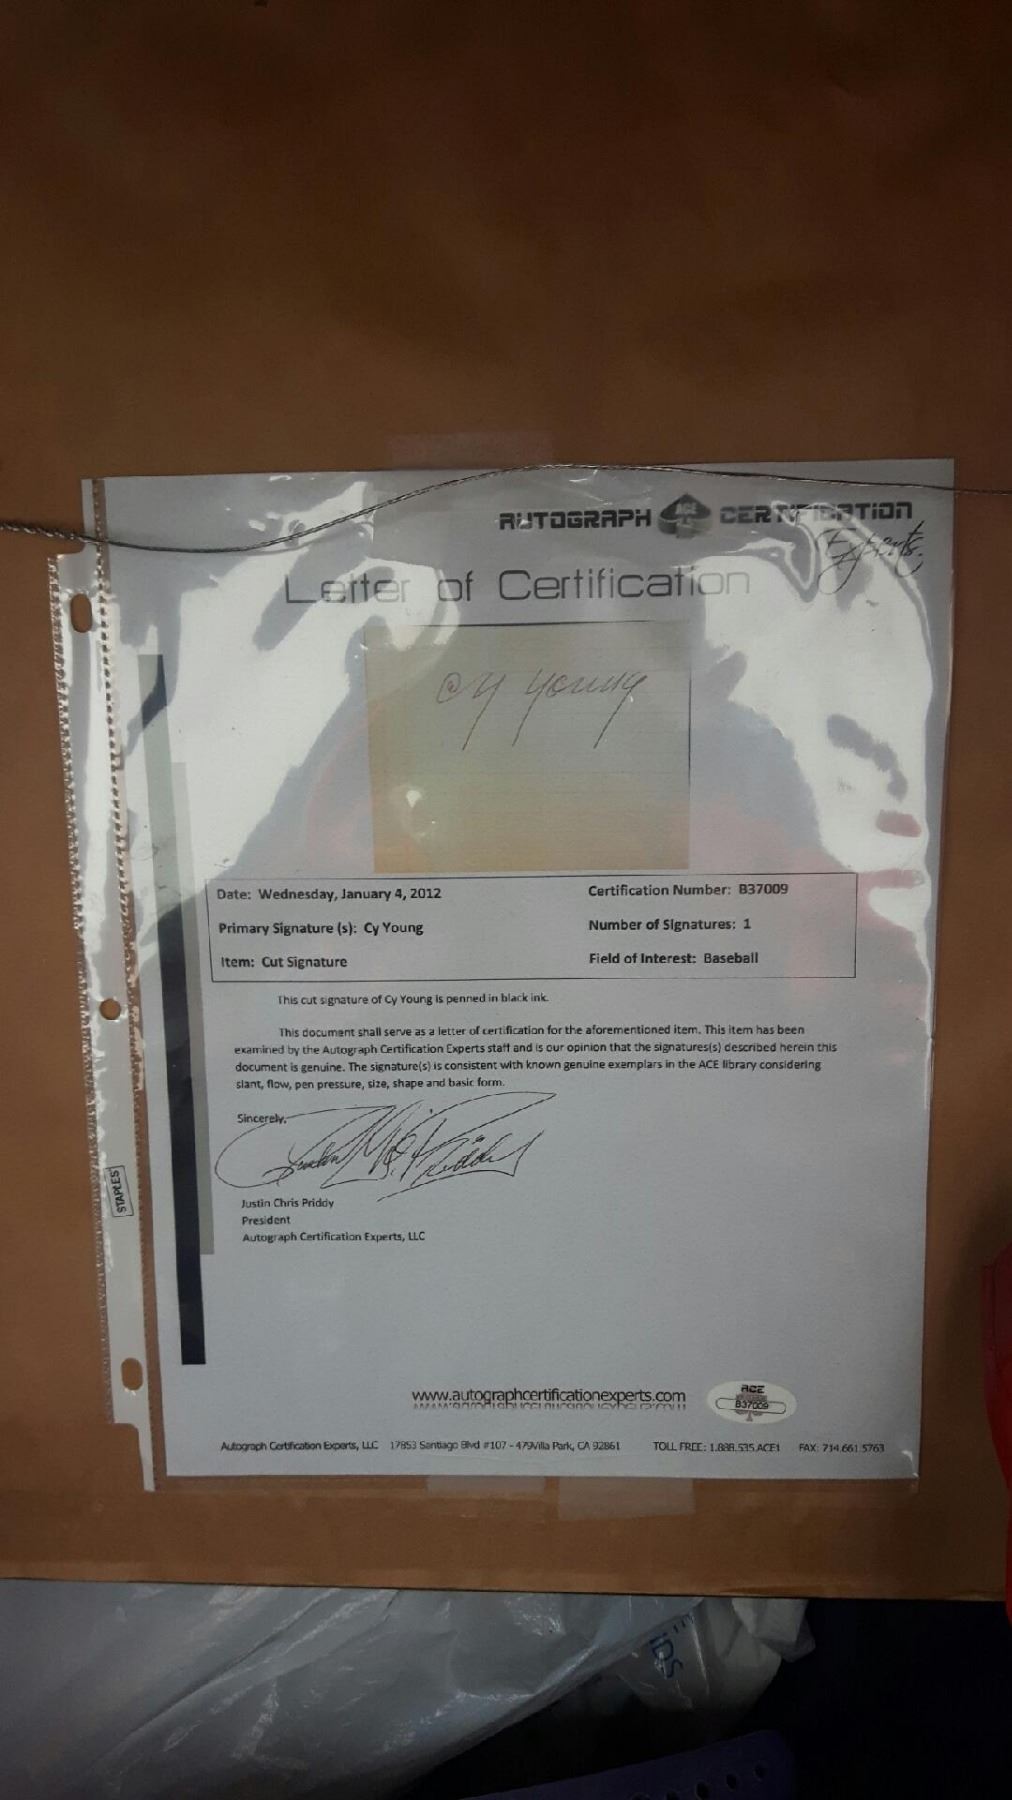 AUTOGRAPH ACE CERTIFICATION
Experts.
Letter of Certification
Cy Young
Date: Wednesday, January 4, 2012 Certification Number: B37009
Primary Signature (s): Cy Young Number of Signatures: 1
Item: Cut Signature Field of Interest: Baseball
This cut signature of Cy Young is penned in black ink.
This document shall serve as a letter of certification for the aforementioned item. This item has been
examined by the Autograph Certification Experts staff and is our opinion that the signatures(s) described herein this
document is genuine. The signature(s) is consistent with known genuine exemplars in the ACE library considering
slant, flow, pen pressure, size, shape and basic form.
Sincerely,
Justin Chris Priddy
President
Autograph Certification Experts, LLC
STAPLES
www.autographcertificationexperts.com
ACE
B37009
Autograph Certification Experts, LLC 17853 Santiago Blvd #107 - 479Villa Park, CA 92861 TOLL FREE: 1.888.535.ACE1 FAX: 714.661.5763